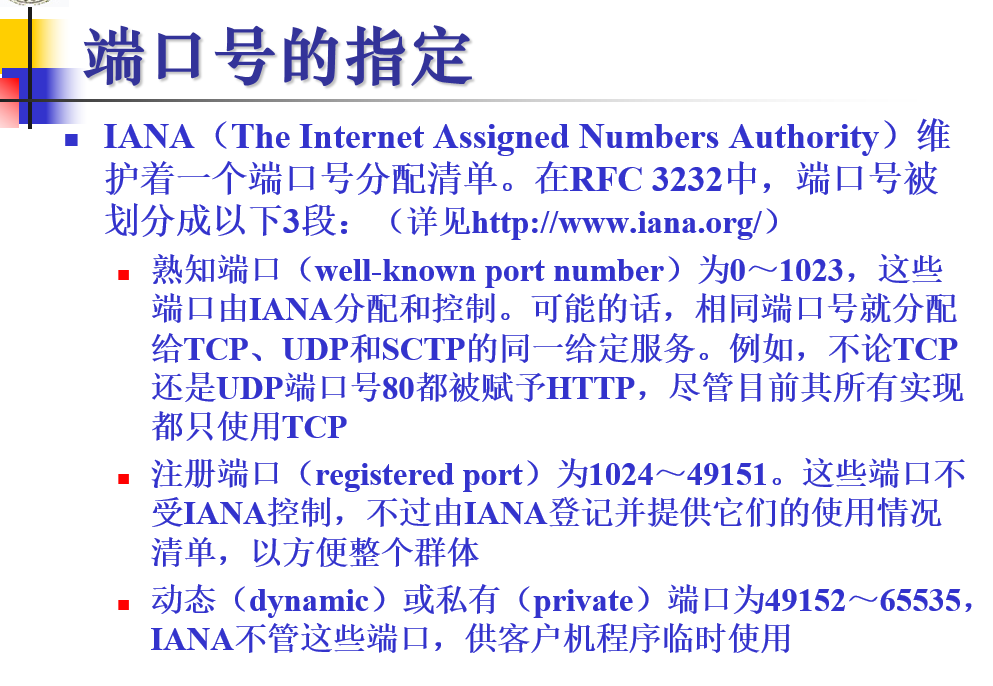 端口号的指定
IANA（The Internet Assigned Numbers Authority）维
护着一个端口号分配清单。在RFC 3232中，端口号被
划分成以下3段：（详见http://www.iana.org/）
熟知端口（well-known port number）为0～1023，这些
端口由IANA分配和控制。可能的话，相同端口号就分配
给TCP、UDP和SCTP的同一给定服务。例如，不论TCP
还是UDP端口号80都被赋予HTTP，尽管目前其所有实现
都只使用TCP
注册端口（registered port）为1024～49151。这些端口不
受IANA控制，不过由IANA登记并提供它们的使用情况
清单，以方便整个群体
动态（dynamic）或私有（private）端口为49152～65535，
IANA不管这些端口，供客户机程序临时使用